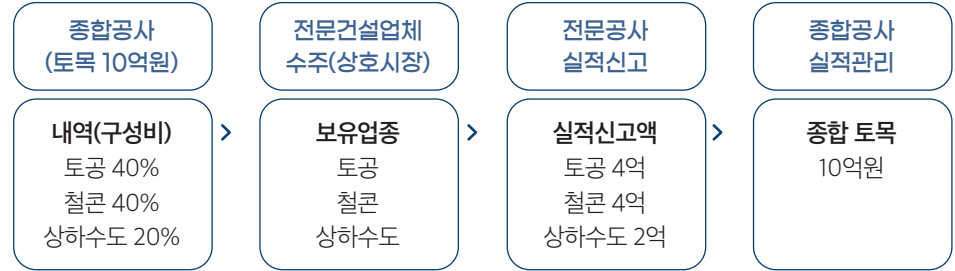 종합공사
(토목 10억원)
내역(구성비)
토공 40%
철콘 40%
상하수도 20%
전문건설업체
수주(상호시장)
보유업종
토공
철콘
상하수도
전문공사
실적신고
실적신고액
토공 4억
철콘 4억
상하수도 2억
종합공사
실적관리
종합 토목
10억원